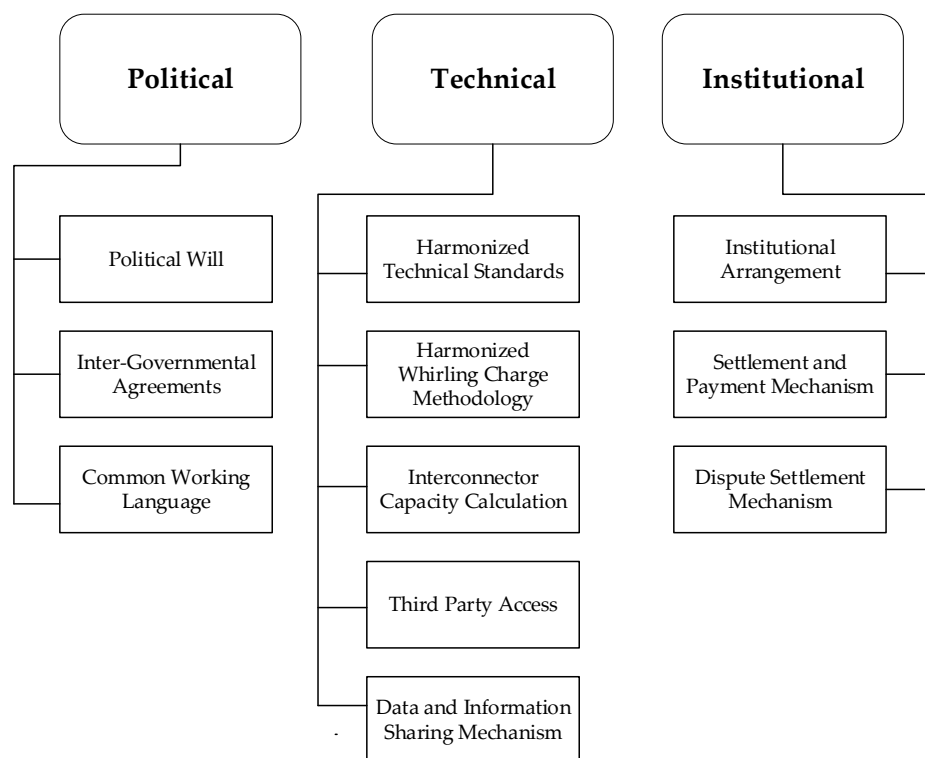 Political
Political Will
Inter-Governmental
Agreements
Common Working
Language
Technical
Harmonized
Technical Standards
Harmonized
Whirling Charge
Methodology
Interconnector
Capacity Calculation
Third Party Access
Data and Information
Sharing Mechanism
Institutional
Institutional
Arrangement
Settlement and
Payment Mechanism
Dispute Settlement
Mechanism